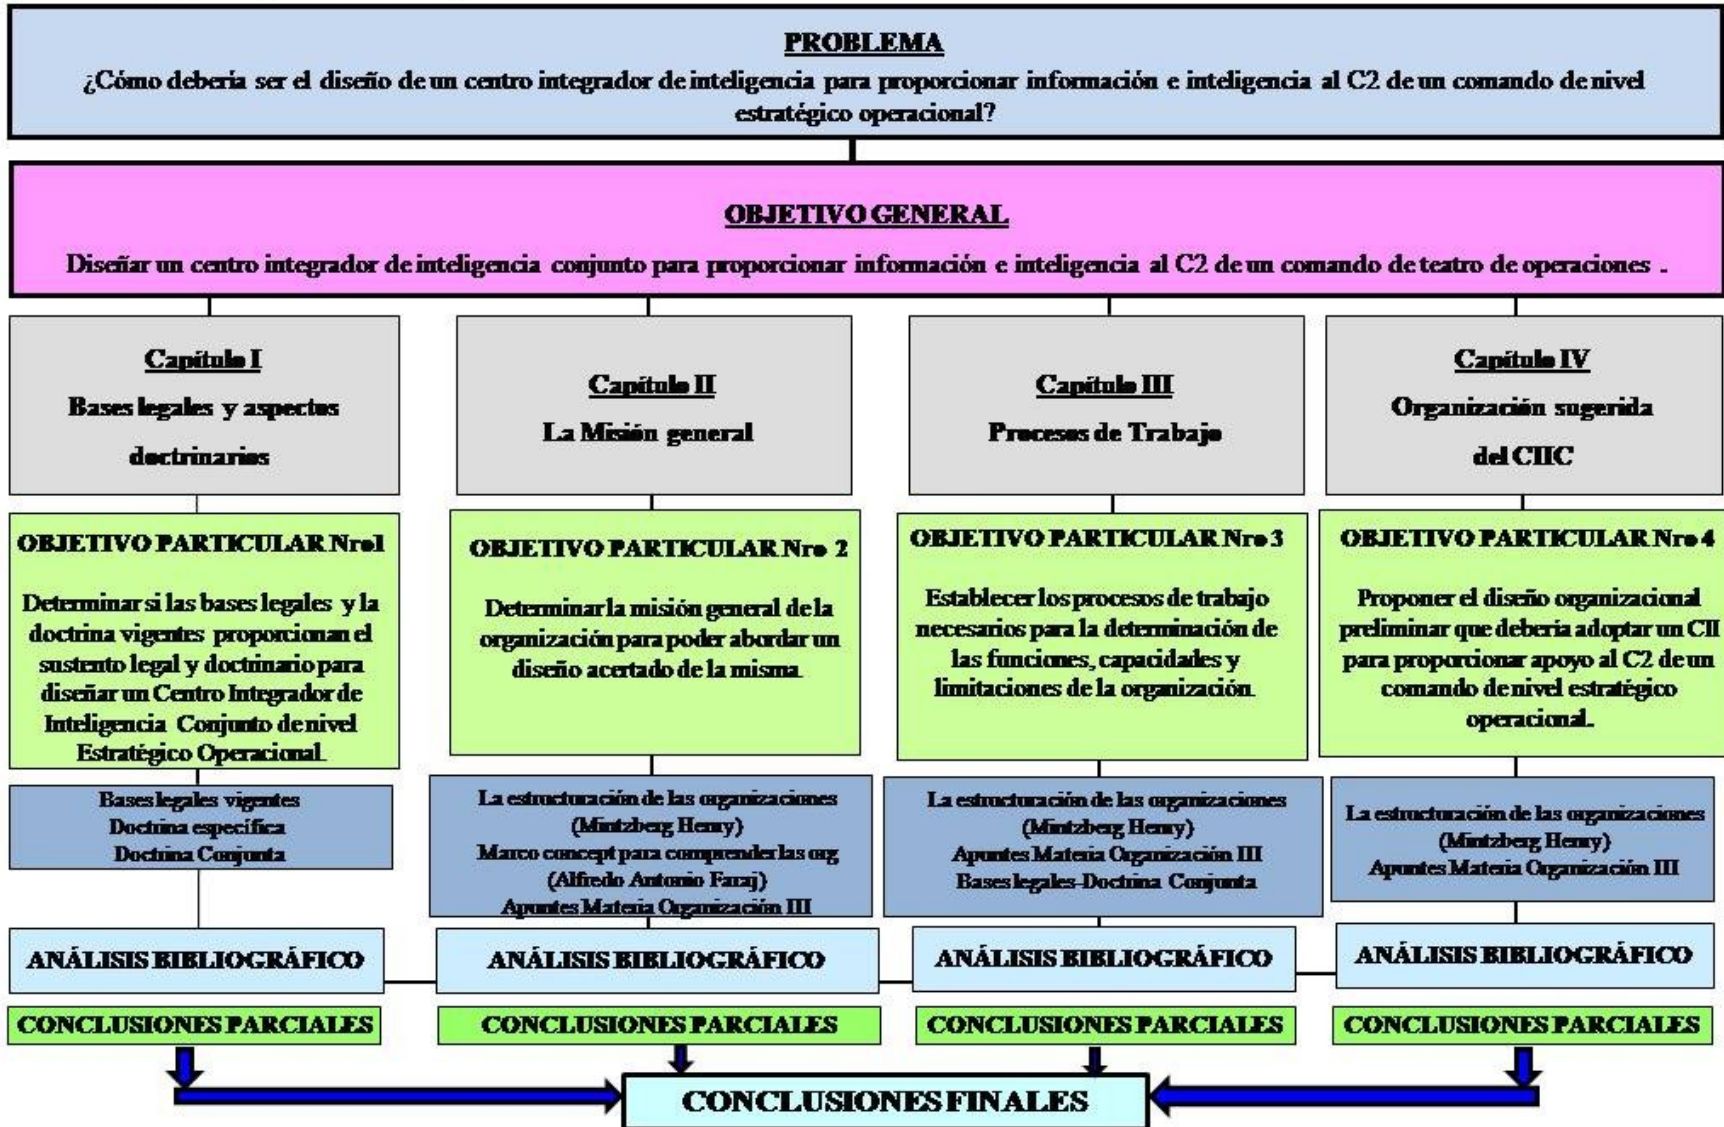 PROBLEMA
¿Cómo debería ser el diseño de un centro integrador de inteligencia para proporcionar información e inteligencia al C2 de un comando de nivel
estratégico operacional?
OBJETIVO GENERAL
Diseñar un centro integrador de inteligencia conjunto para proporcionar información e inteligencia al C2 de un comando de teatro de operaciones .
Capítulo I
Bases legales y aspectos
doctrinarios
OBJETIVO PARTICULAR Nro1
Determinar si las bases legales y la
doctrina vigentes proporcionan el
sustento legal y doctrinario para
diseñar un Centro Integrador de
Inteligencia Conjunto de nivel
Estratégico Operacional.
Bases legales vigentes
Doctrina específica
Doctrina Conjunta
ANÁLISIS BIBLIOGRÁFICO
CONCLUSIONES PARCIALES
Capítulo II
La Misión general
OBJETIVO PARTICULAR Nro 2
Determinar la misión general de la
organización para poder abordar un
diseño acertado de la misma.
La estructuración de las organizaciones
(Mintzberg Henry)
Marco concept para comprender las org
(Alfredo Antonio Faraj)
Apuntes Materia Organización III
ANÁLISIS BIBLIOGRÁFICO
CONCLUSIONES PARCIALES
Capítulo III
Procesos de Trabajo
OBJETIVO PARTICULAR Nro 3
Establecer los procesos de trabajo
necesarios para la determinación de
las funciones, capacidades y
limitaciones de la organización.
La estructuración de las organizaciones
(Mintzberg Henry)
Apuntes Materia Organización III
Bases legales-Doctrina Conjunta
ANÁLISIS BIBLIOGRÁFICO
CONCLUSIONES PARCIALES
Capítulo IV
Organización sugerida
del CIIC
OBJETIVO PARTICULAR Nro 4
Proponer el diseño organizacional
preliminar que debería adoptar un CII
para proporcionar apoyo al C2 de un
comando de nivel estratégico
operacional.
La estructuración de las organizaciones
(Mintzberg Henry)
Apuntes Materia Organización III
ANÁLISIS BIBLIOGRÁFICO
CONCLUSIONES PARCIALES
CONCLUSIONES FINALES